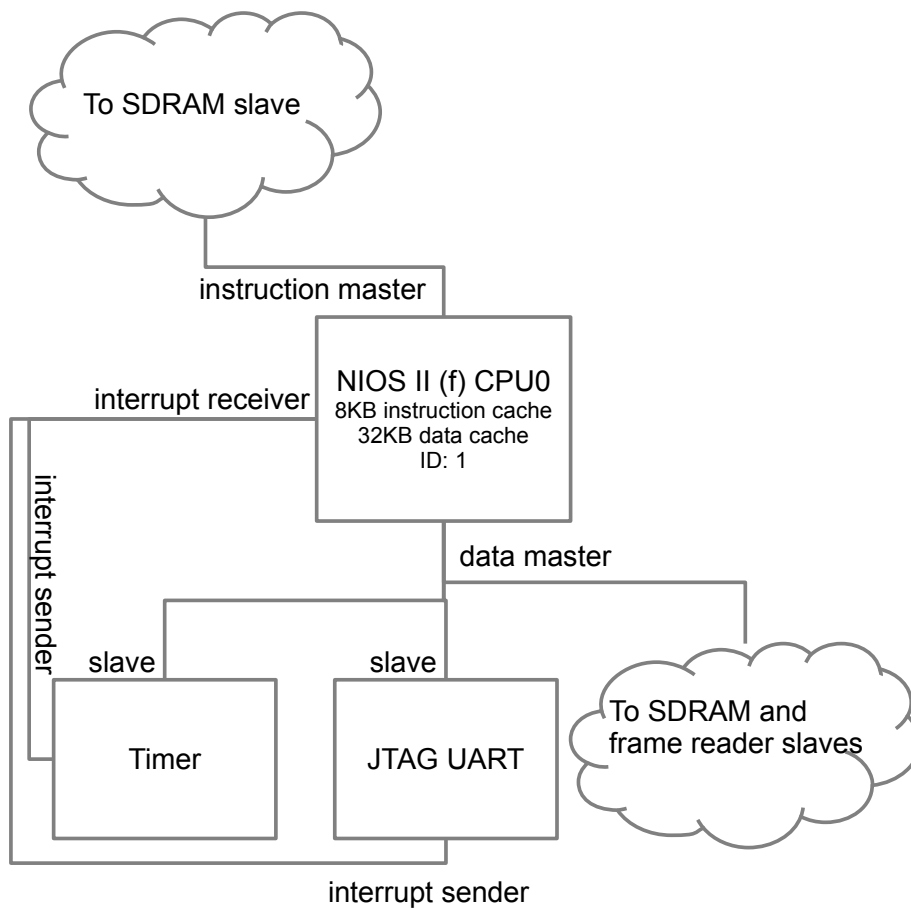 To SDRAM slave
instruction master
NIOS II (f) CPU0
8KB instruction cache
32KB data cache
ID: 1
interrupt receiver
interrupt sender
data master
slave
slave
Timer
JTAG UART
To SDRAM and
frame reader slaves
interrupt sender